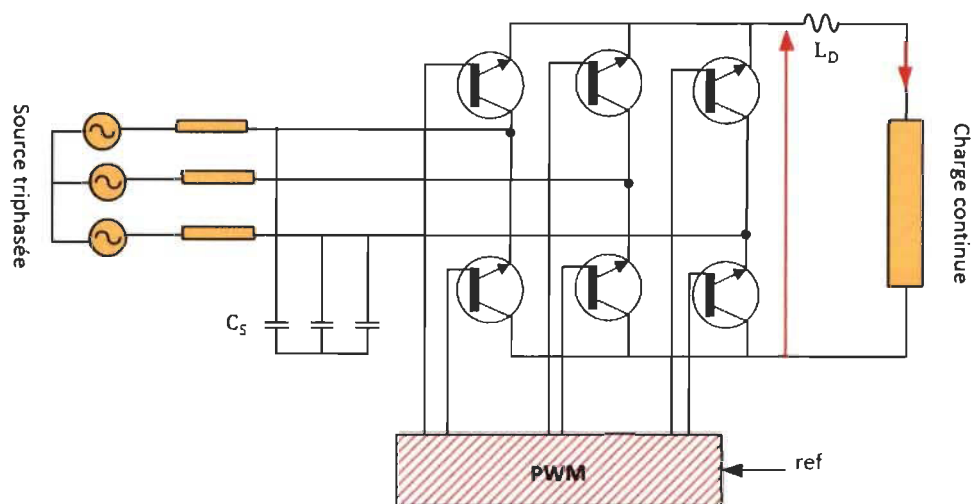 Source triphasée
L_D
Charge continue
C_S
PWM
ref